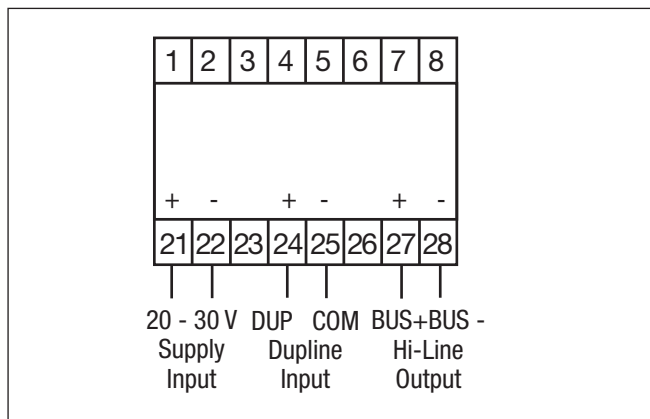 1 2 3 4 5 6 7 8
+ - + - + -
21 22 23 24 25 26 27 28
20 - 30 V DUP COM BUS+BUS -
Supply Dupline Hi-Line
Input Input Output